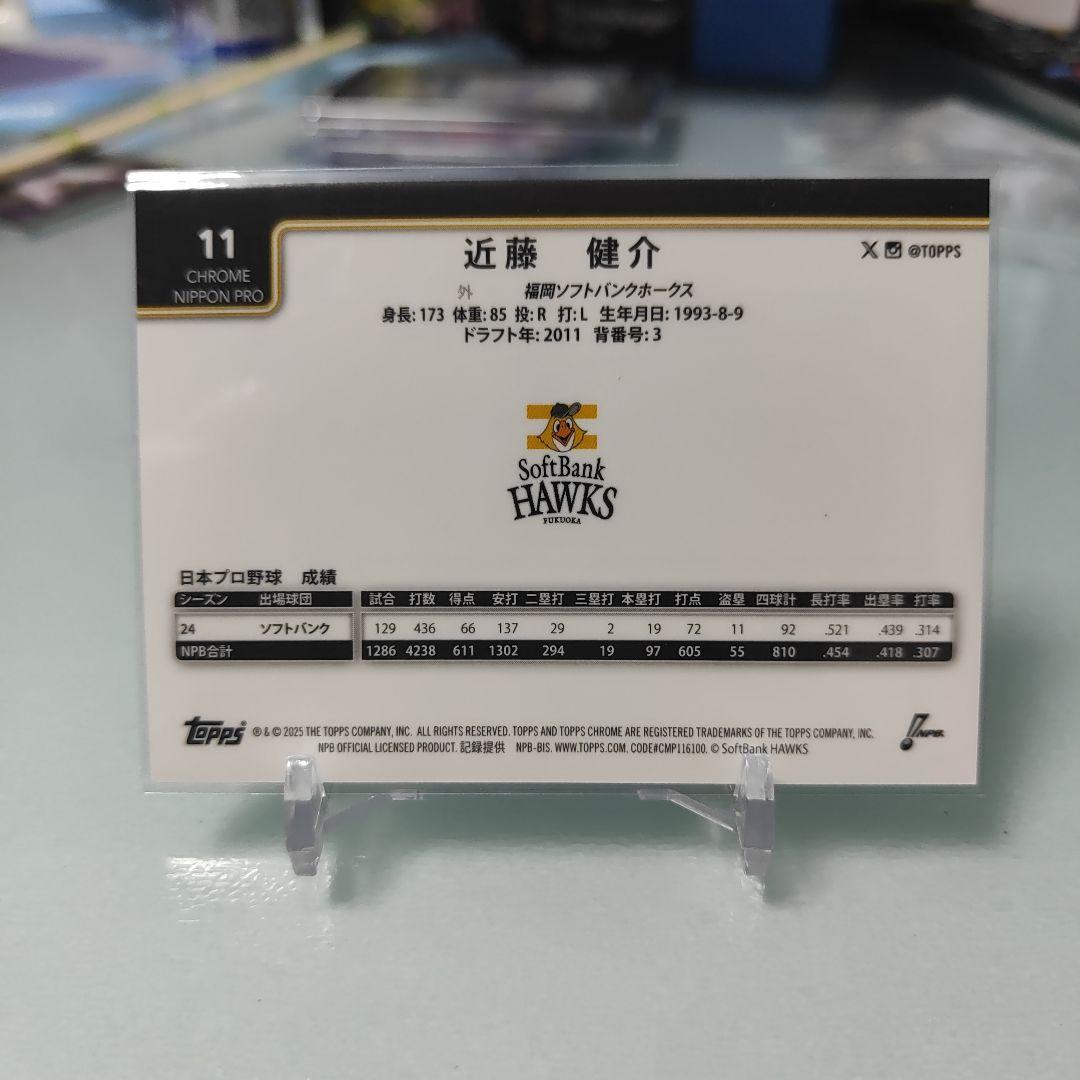 11
CHROME
NIPPON PRO
近藤 健介
@TOPPS
外 福岡ソフトバンクホークス
身長: 173 体重: 85 投: R 打: L 生年月日: 1993-8-9
ドラフト年: 2011 背番号: 3
SoftBank
HAWKS
FUKUOKA
日本プロ野球 成績
シーズン 出場球団 試合 打数 得点 安打 二塁打 三塁打 本塁打 打点 盗塁 四球計 長打率 出塁率 打率
24 ソフトバンク 129 436 66 137 29 2 19 72 11 92 .521 .439 .314
NPB合計 1286 4238 611 1302 294 19 97 605 55 810 .454 .418 .307
topps ® & © 2025 THE TOPPS COMPANY, INC. ALL RIGHTS RESERVED. TOPPS AND TOPPS CHROME ARE REGISTERED TRADEMARKS OF THE TOPPS COMPANY, INC.
NPB OFFICIAL LICENSED PRODUCT. 記録提供 NPB-BIS. WWW.TOPPS.COM. CODE#CMP116100. © SoftBank HAWKS
NPB